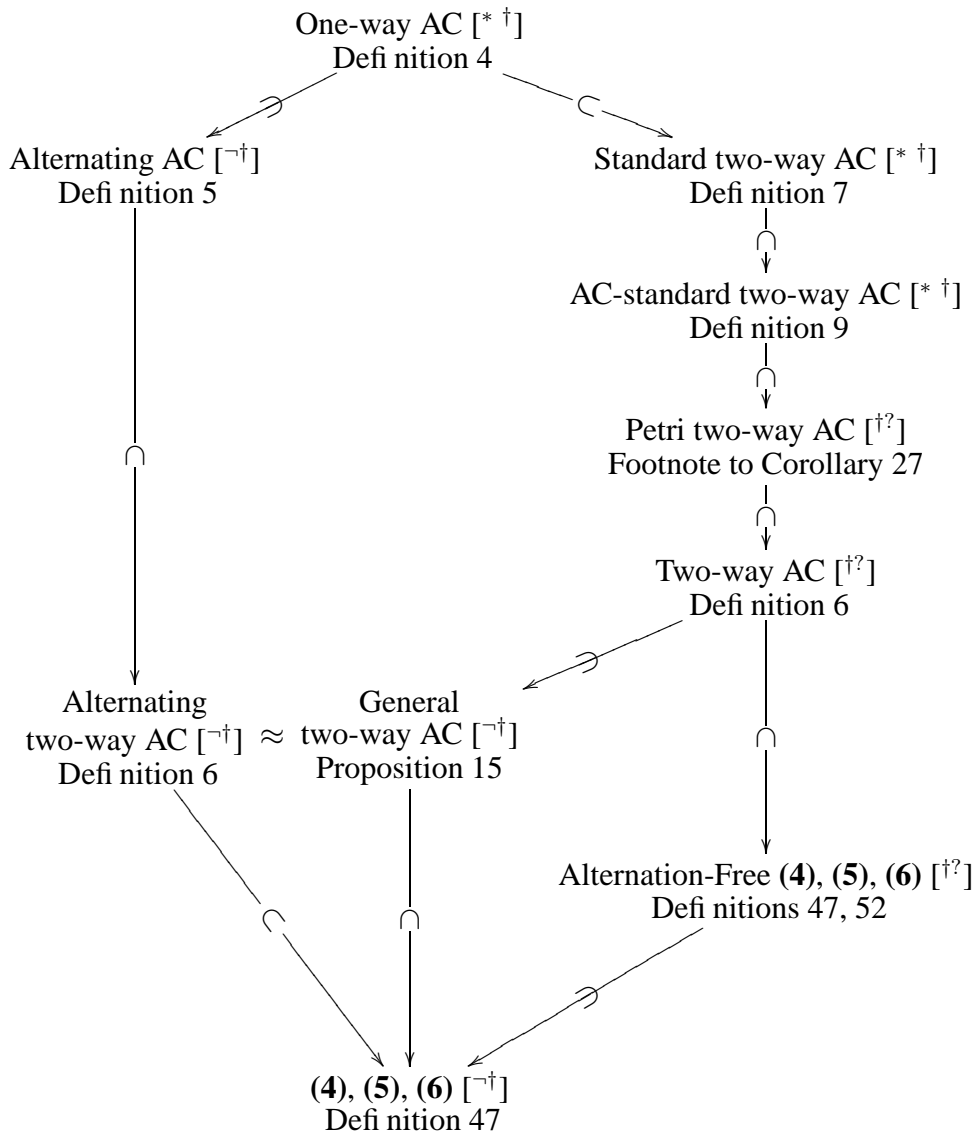 One-way AC [* †]
Defi nition 4
⊃
⊂
Alternating AC [¬†]
Defi nition 5
Standard two-way AC [* †]
Defi nition 7
∩
AC-standard two-way AC [* †]
Defi nition 9
∩
Petri two-way AC [†?]
Footnote to Corollary 27
∩
∩
Two-way AC [†?]
Defi nition 6
⊃
Alternating
two-way AC [¬†]
Defi nition 6
≈
General
two-way AC [¬†]
Proposition 15
∩
Alternation-Free (4), (5), (6) [†?]
Defi nitions 47, 52
⊂
∩
⊃
(4), (5), (6) [¬†]
Defi nition 47